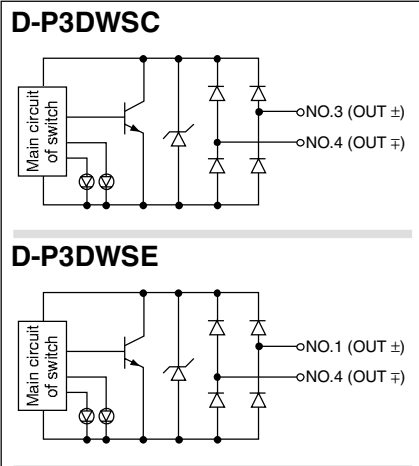 D-P3DWSC
Main circuit
of switch
NO.3 (OUT ±)
NO.4 (OUT ∓)
D-P3DWSE
Main circuit
of switch
NO.1 (OUT ±)
NO.4 (OUT ∓)